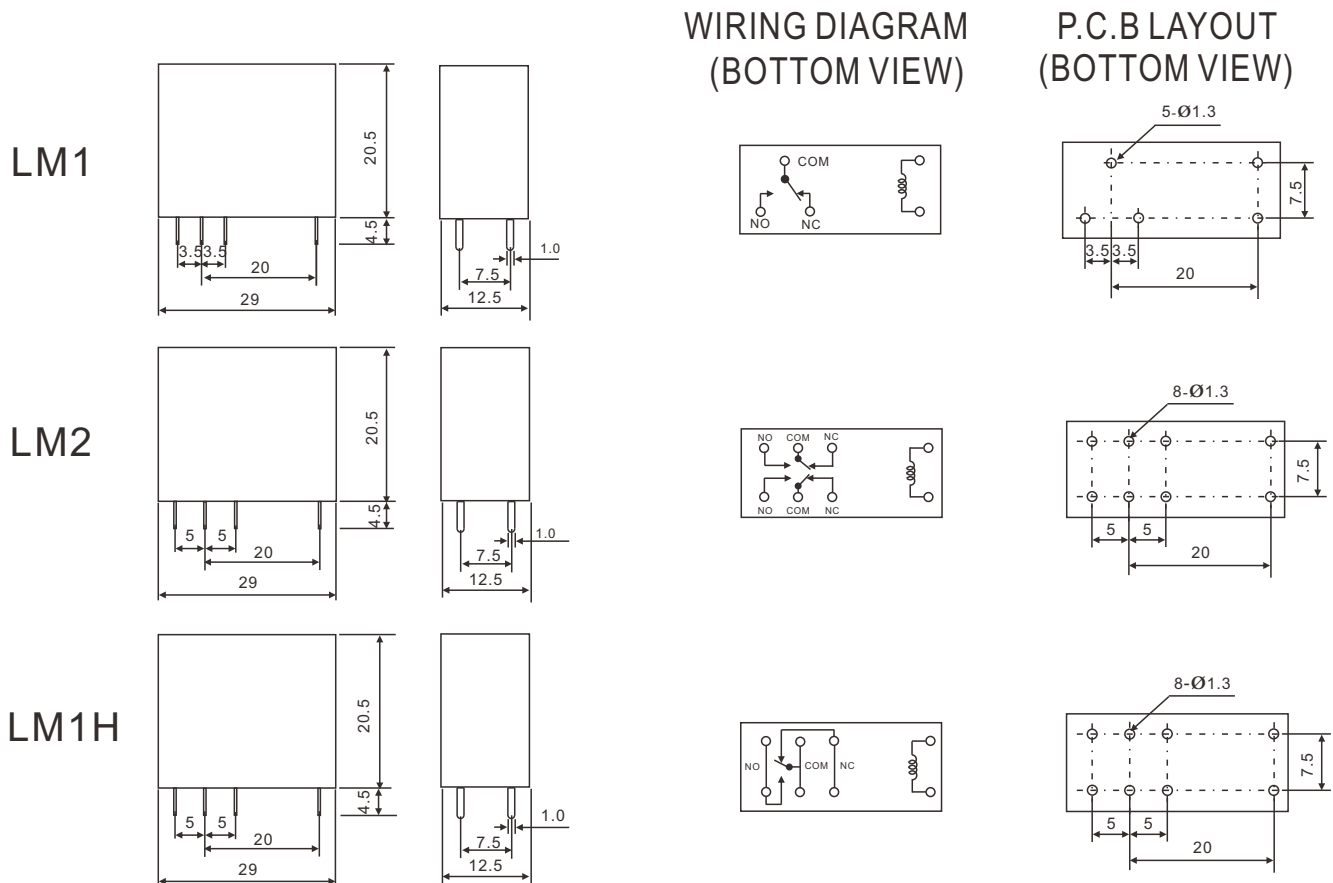 WIRING DIAGRAM
(BOTTOM VIEW)
P.C.B LAYOUT
(BOTTOM VIEW)
LM1
20.5
4.5
3.5 3.5
20
29
1.0
7.5
12.5
COM
NO NC
5-Ø1.3
7.5
3.5 3.5
20
LM2
20.5
4.5
5 5
20
29
1.0
7.5
12.5
NO COM NC
NO COM NC
8-Ø1.3
7.5
5 5
20
LM1H
20.5
4.5
5 5
20
29
1.0
7.5
12.5
NO COM NC
8-Ø1.3
7.5
5 5
20